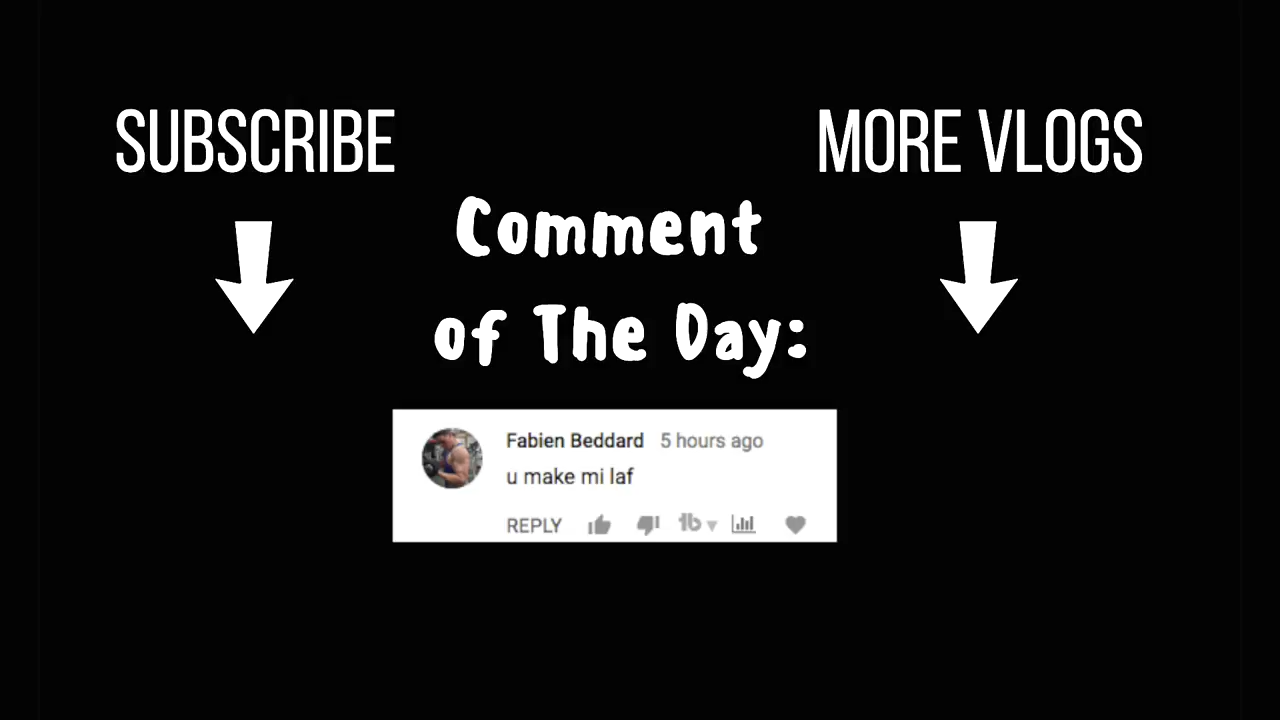 SUBSCRIBE
MORE VLOGS
Comment
of The Day:
Fabien Beddard 5 hours ago
u make mi laf
REPLY